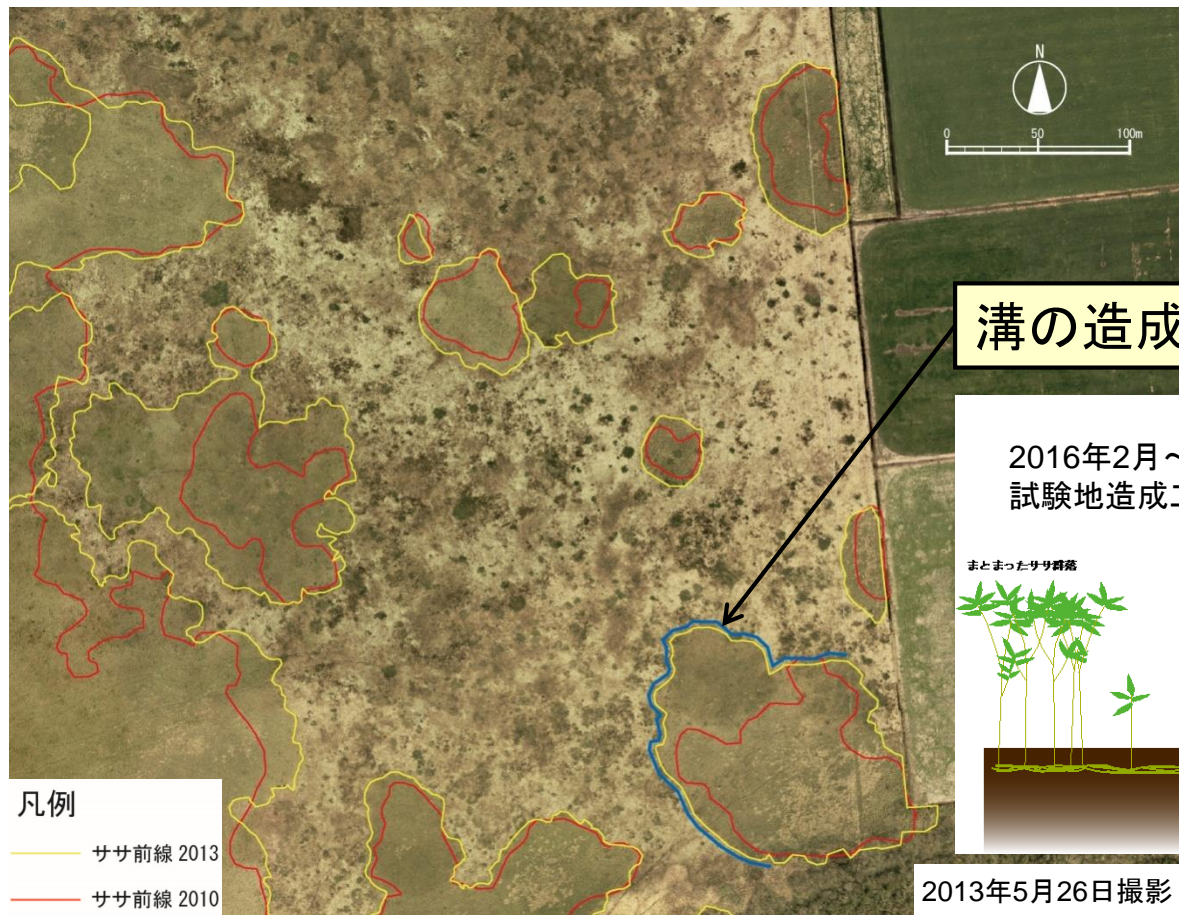 N
0 50 100m
溝の造成
2016年2月~
試験地造成工
まとまったササ群落
凡例
ササ前線 2013
ササ前線 2010
2013年5月26日撮影